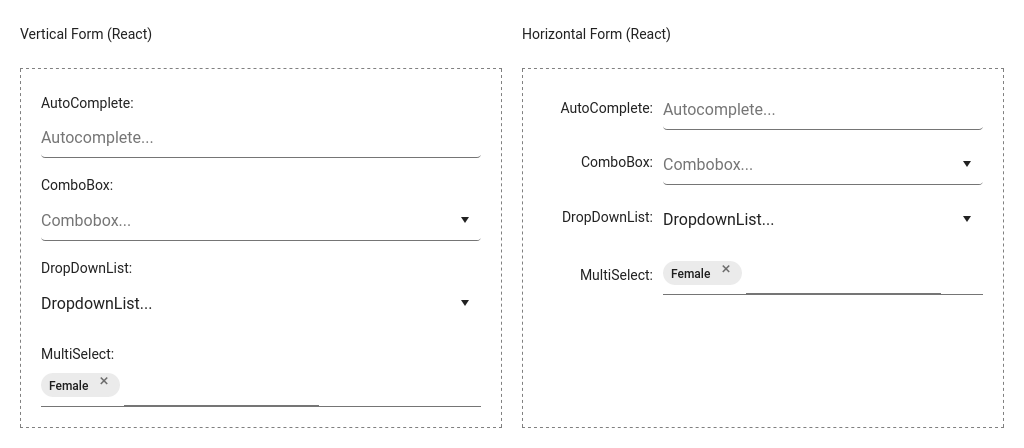 Vertical Form (React)
AutoComplete:
Autocomplete...
ComboBox:
Combobox...
DropDownList:
DropdownList...
MultiSelect:
Female
Horizontal Form (React)
AutoComplete: Autocomplete...
ComboBox: Combobox...
DropDownList: DropdownList...
MultiSelect: Female